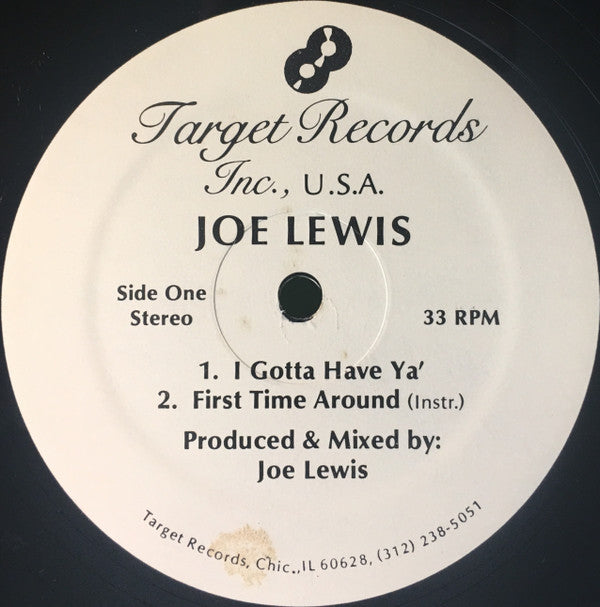 Target Records
Inc., U.S.A.
JOE LEWIS
Side One
Stereo
33 RPM
1. I Gotta Have Ya'
2. First Time Around (Instr.)
Produced & Mixed by:
Joe Lewis
Target Records, Chic., IL 60628, (312) 238-5051